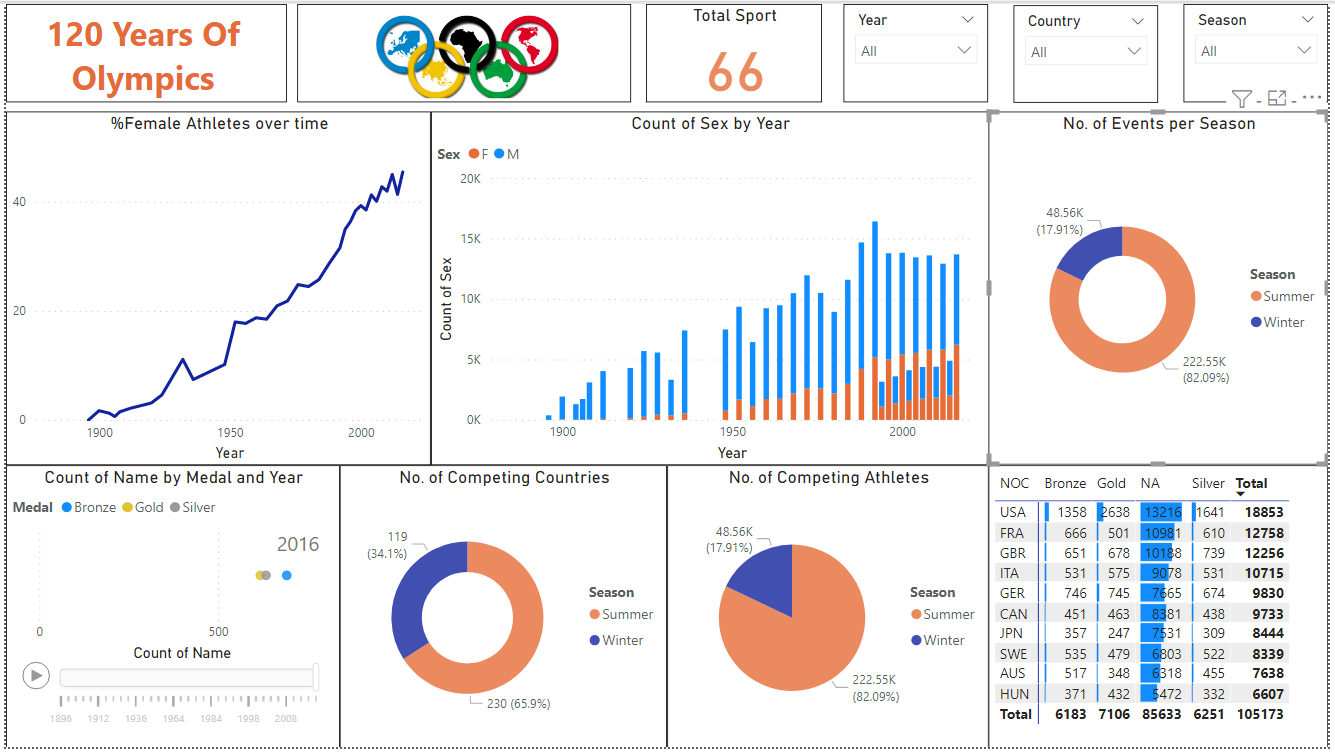 120 Years Of
Olympics
Total Sport
66
Year
All
Country
All
Season
All
%Female Athletes over time
40
20
0
1900 1950 2000
Year
Count of Sex by Year
Sex F M
Count of Sex
20K
15K
10K
5K
0K
1900 1950 2000
Year
No. of Events per Season
48.56K
(17.91%)
222.55K
(82.09%)
Season
Summer
Winter
Count of Name by Medal and Year
Medal Bronze Gold Silver
2016
0 500
Count of Name
1896 1912 1936 1964 1984 1998 2008
No. of Competing Countries
119
(34.1%)
230 (65.9%)
Season
Summer
Winter
No. of Competing Athletes
48.56K
(17.91%)
222.55K
(82.09%)
Season
Summer
Winter
NOC Bronze Gold NA Silver Total
USA 1358 2638 13216 1641 18853
FRA 666 501 10981 610 12758
GBR 651 678 10188 739 12256
ITA 531 575 9078 531 10715
GER 746 745 7665 674 9830
CAN 451 463 8381 438 9733
JPN 357 247 7531 309 8444
SWE 535 479 6803 522 8339
AUS 517 348 6318 455 7638
HUN 371 432 5472 332 6607
Total 6183 7106 85633 6251 105173